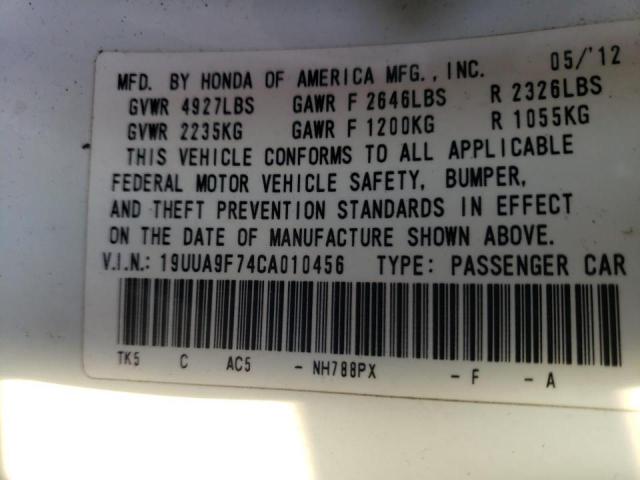 MFD. BY HONDA OF AMERICA MFG., INC. 05/'12
GVWR 4927LBS GAWR F 2646LBS R 2326LBS
GVWR 2235KG GAWR F 1200KG R 1055KG
THIS VEHICLE CONFORMS TO ALL APPLICABLE
FEDERAL MOTOR VEHICLE SAFETY, BUMPER,
AND THEFT PREVENTION STANDARDS IN EFFECT
ON THE DATE OF MANUFACTURE SHOWN ABOVE.
V.I.N.: 19UUA9F74CA010456 TYPE: PASSENGER CAR
TK5 C AC5 - NH788PX - F - A